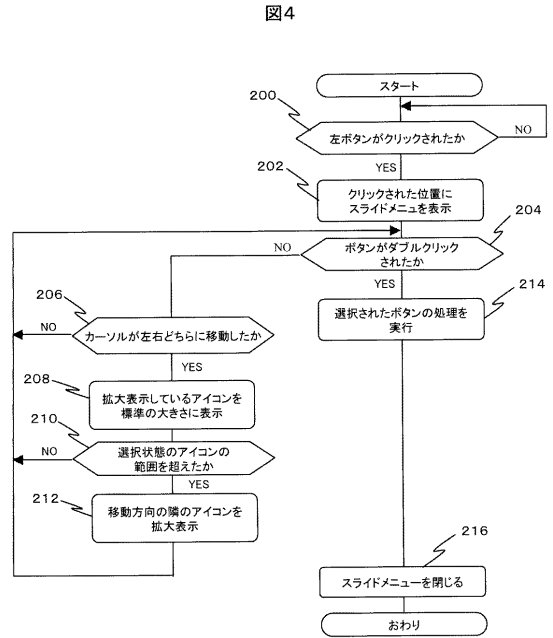 図4
スタート
200
左ボタンがクリックされたか
NO
YES
202
クリックされた位置に
スライドメニュを表示
204
ボタンがダブルクリック
されたか
NO
YES
214
選択されたボタンの処理を
実行
206
カーソルが左右どちらに移動したか
NO
YES
208
拡大表示しているアイコンを
標準の大きさに表示
210
選択状態のアイコンの
範囲を超えたか
NO
YES
212
移動方向の隣のアイコンを
拡大表示
216
スライドメニューを閉じる
おわり